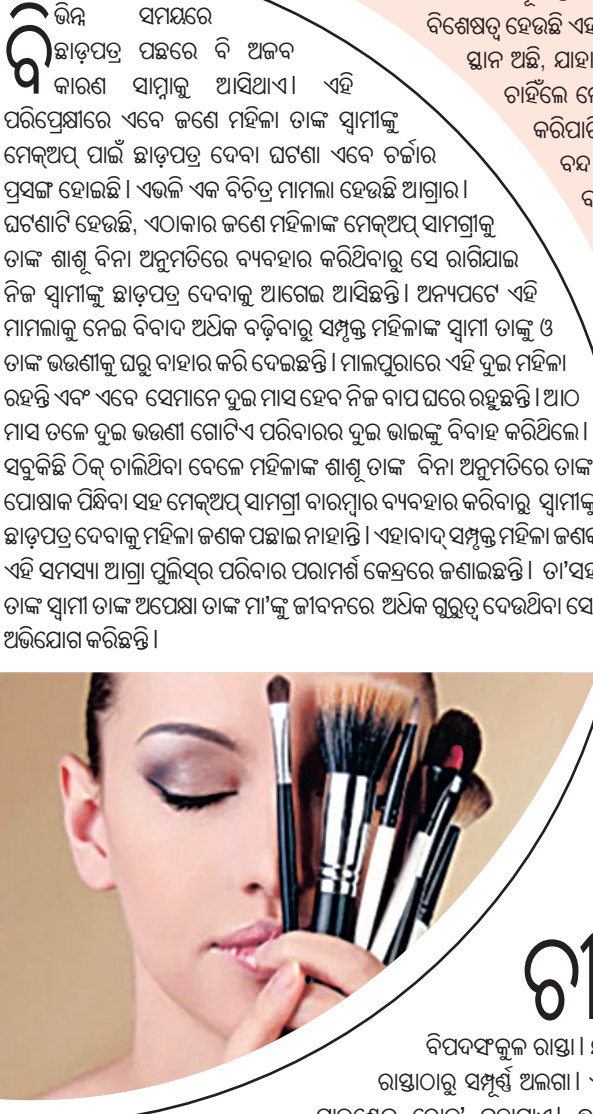 ବିଭିନ୍ନ ସମୟରେ
ଛାଡ଼ପତ୍ର ପଛରେ ବି ଅଜବ
କାରଣ ସାମ୍ନାକୁ ଆସିଥାଏ। ଏହି
ପରିପ୍ରେକ୍ଷୀରେ ଏବେ ଜଣେ ମହିଳା ତାଙ୍କ ସ୍ୱାମୀଙ୍କୁ
ମେକ୍ଅପ୍ ପାଇଁ ଛାଡ଼ପତ୍ର ଦେବା ଘଟଣା ଏବେ ଚର୍ଚ୍ଚାର
ପ୍ରସଙ୍ଗ ହୋଇଛି। ଏଭଳି ଏକ ବିଚିତ୍ର ମାମଲା ହେଉଛି ଆଗ୍ରାର।
ଘଟଣାଟି ହେଉଛି, ଏଠାକାର ଜଣେ ମହିଳାଙ୍କ ମେକ୍ଅପ୍ ସାମଗ୍ରୀକୁ
ତାଙ୍କ ଶାଶୂ ବିନା ଅନୁମତିରେ ବ୍ୟବହାର କରିଥିବାରୁ ସେ ରାଗିଯାଇ
ନିଜ ସ୍ୱାମୀଙ୍କୁ ଛାଡ଼ପତ୍ର ଦେବାକୁ ଆଗେଇ ଆସିଛନ୍ତି। ଅନ୍ୟପଟେ ଏହି
ମାମଲାକୁ ନେଇ ବିବାଦ ଅଧିକ ବଢ଼ିବାରୁ ସମ୍ପୃକ୍ତ ମହିଳାଙ୍କ ସ୍ୱାମୀ ତାଙ୍କୁ ଓ
ତାଙ୍କ ଭଉଣୀକୁ ଘରୁ ବାହାର କରି ଦେଇଛନ୍ତି। ମାଲପୁରାରେ ଏହି ଦୁଇ ମହିଳା
ରହନ୍ତି ଏବଂ ଏବେ ସେମାନେ ଦୁଇ ମାସ ହେବ ନିଜ ବାପ ଘରେ ରହୁଛନ୍ତି। ଆଠ
ମାସ ତଳେ ଦୁଇ ଭଉଣୀ ଗୋଟିଏ ପରିବାରର ଦୁଇ ଭାଇଙ୍କୁ ବିବାହ କରିଥିଲେ।
ସବୁକିଛି ଠିକ୍ ଚାଲିଥିବା ବେଳେ ମହିଳାଙ୍କ ଶାଶୂ ତାଙ୍କ ବିନା ଅନୁମତିରେ ତାଙ୍କ
ପୋଷାକ ପିନ୍ଧିବା ସହ ମେକ୍ଅପ୍ ସାମଗ୍ରୀ ବାରମ୍ବାର ବ୍ୟବହାର କରିବାରୁ ସ୍ୱାମୀଙ୍କୁ
ଛାଡ଼ପତ୍ର ଦେବାକୁ ମହିଳା ଜଣକ ପଛାଇ ନାହାନ୍ତି। ଏହାବାଦ୍ ସମ୍ପୃକ୍ତ ମହିଳା ଜଣକ
ଏହି ସମସ୍ୟା ଆଗ୍ରା ପୁଲିସ୍‌ର ପରିବାର ପରାମର୍ଶ କେନ୍ଦ୍ରରେ ଜଣାଇଛନ୍ତି। ତା'ସହ
ତାଙ୍କ ସ୍ୱାମୀ ତାଙ୍କ ଅପେକ୍ଷା ତାଙ୍କ ମା'ଙ୍କୁ ଜୀବନରେ ଅଧିକ ଗୁରୁତ୍ୱ ଦେଉଥିବା ସେ
ଅଭିଯୋଗ କରିଛନ୍ତି।
ବିଶେଷତ୍ୱ ହେଉଛି ଏହା
ସ୍ଥାନ ଅଛି, ଯାହା
ଚାହିଁଲେ
ବନ୍ଦ
ଚୀ
ବିପଦସଂକୁଳ ରାସ୍ତା।
ରାସ୍ତାଠାରୁ ସମ୍ପୂର୍ଣ୍ଣ ଅଲଗା।